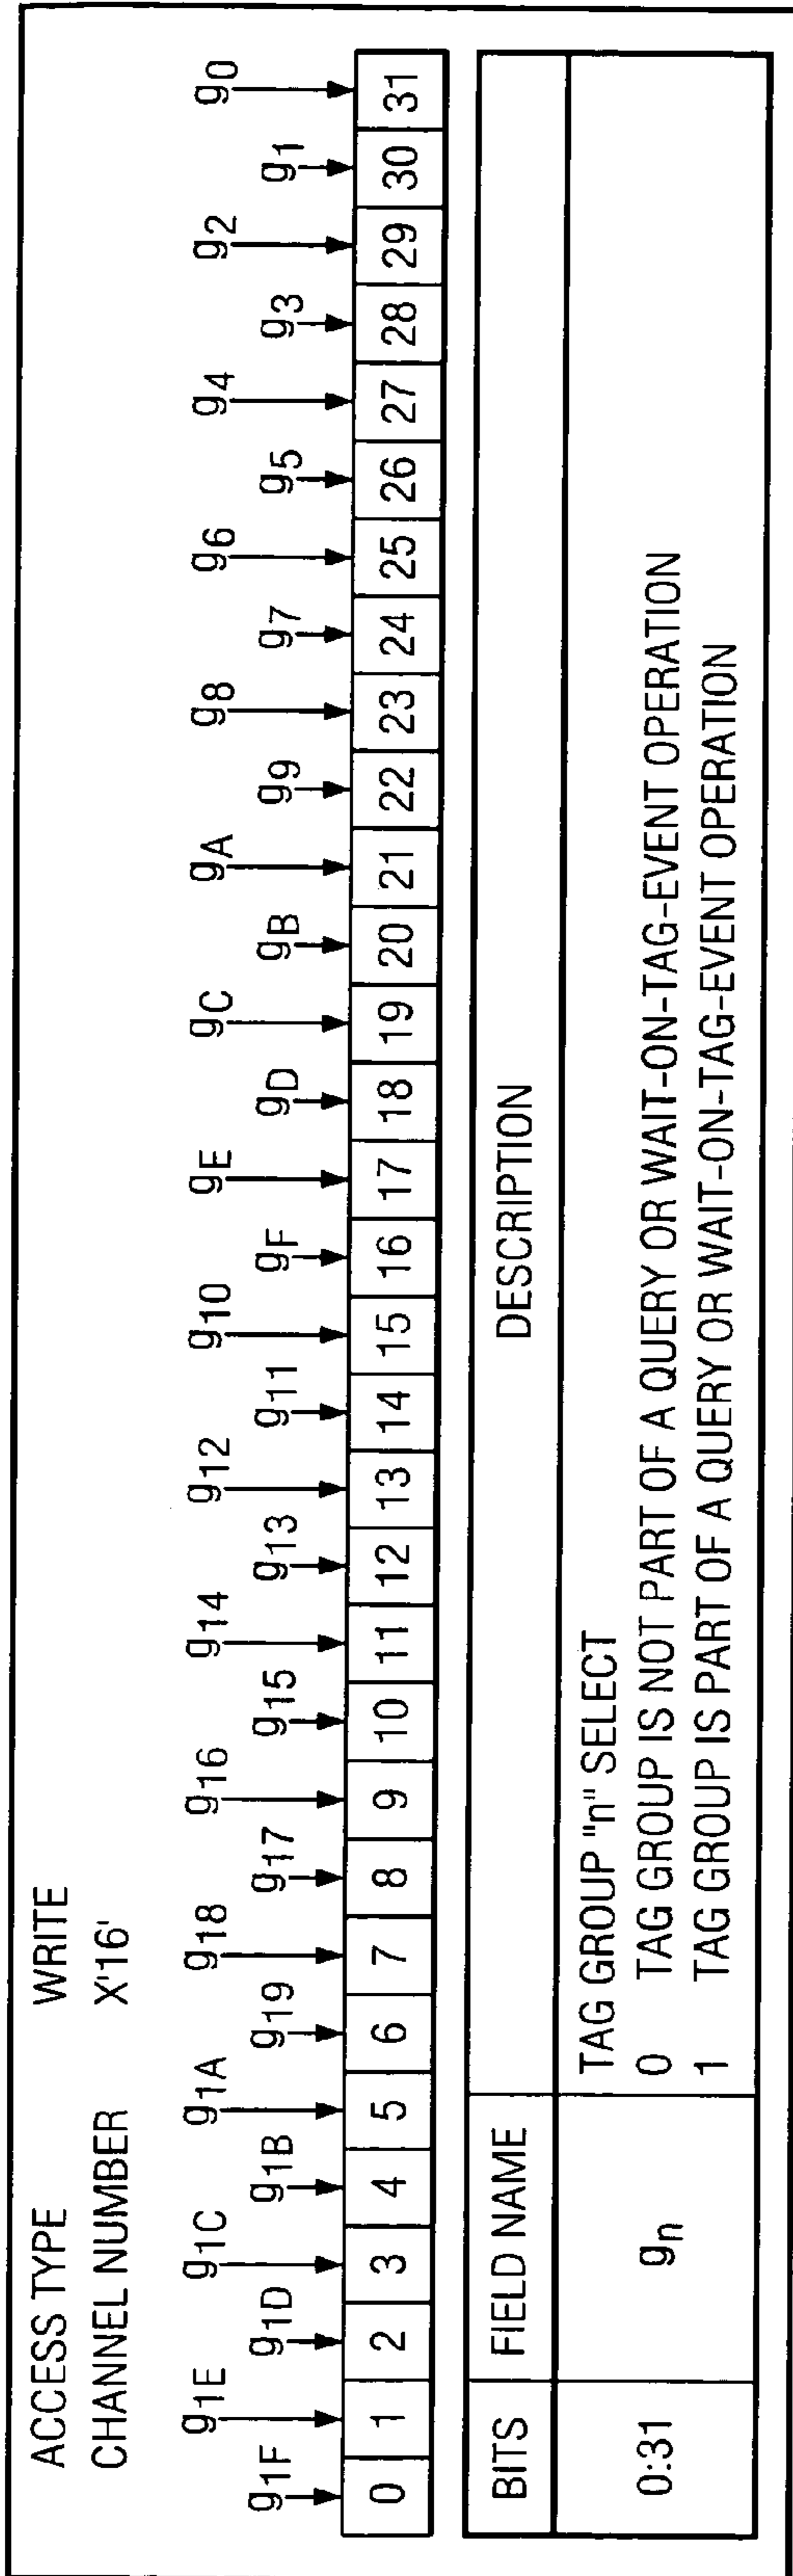 ACCESS TYPE WRITE
CHANNEL NUMBER X'16'
g1F g1E g1D g1C g1B g1A g19 g18 g17 g16 g15 g14 g13 g12 g11 g10 gF gE gD gC gB gA g9 g8 g7 g6 g5 g4 g3 g2 g1 g0
0 1 2 3 4 5 6 7 8 9 10 11 12 13 14 15 16 17 18 19 20 21 22 23 24 25 26 27 28 29 30 31
BITS FIELD NAME DESCRIPTION
0:31 gn TAG GROUP "n" SELECT
0 TAG GROUP IS NOT PART OF A QUERY OR WAIT-ON-TAG-EVENT OPERATION
1 TAG GROUP IS PART OF A QUERY OR WAIT-ON-TAG-EVENT OPERATION